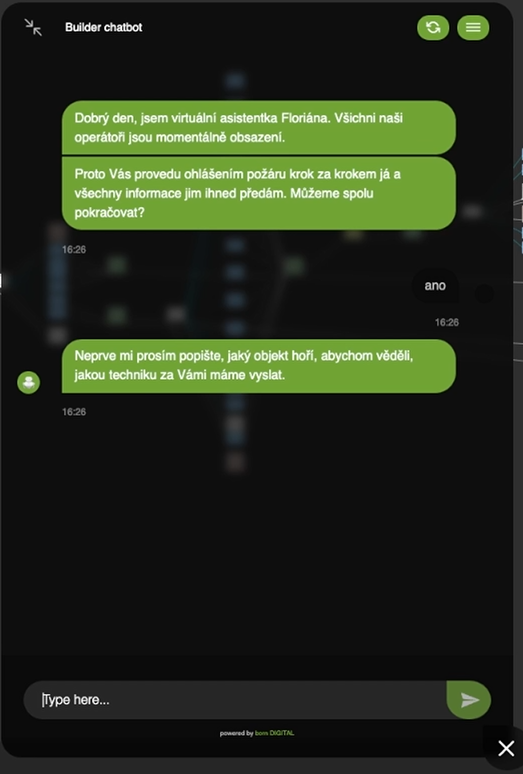 Builder chatbot
Dobrý den, jsem virtuální asistentka Floriána. Všichni naši
operátoři jsou momentálně obsazení.
Proto Vás provedu ohlášením požáru krok za krokem já a
všechny informace jim ihned předám. Můžeme spolu
pokračovat?
16:26
ano
16:26
Neprve mi prosím popište, jaký objekt hoří, abychom věděli,
jakou techniku za Vámi máme vyslat.
16:26
Type here...
powered by born DIGITAL